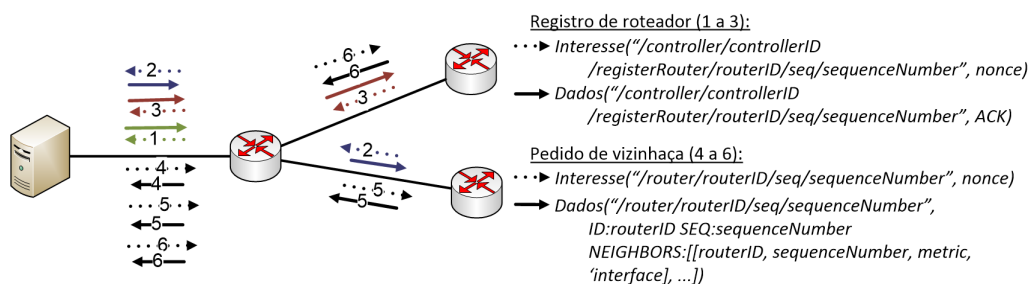 Registro de roteador (1 a 3):
Interesse(“/controller/controllerID
/registerRouter/routerID/seq/sequenceNumber”, nonce)
Dados(“/controller/controllerID
/registerRouter/routerID/seq/sequenceNumber”, ACK)
Pedido de vizinhaça (4 a 6):
Interesse(“/router/routerID/seq/sequenceNumber”, nonce)
Dados(“/router/routerID/seq/sequenceNumber”,
ID:routerID SEQ:sequenceNumber
NEIGHBORS:[[routerID, sequenceNumber, metric,
‘interface], ...])
2
3
1
4
4
5
5
6
6
6
6
3
2
5
5